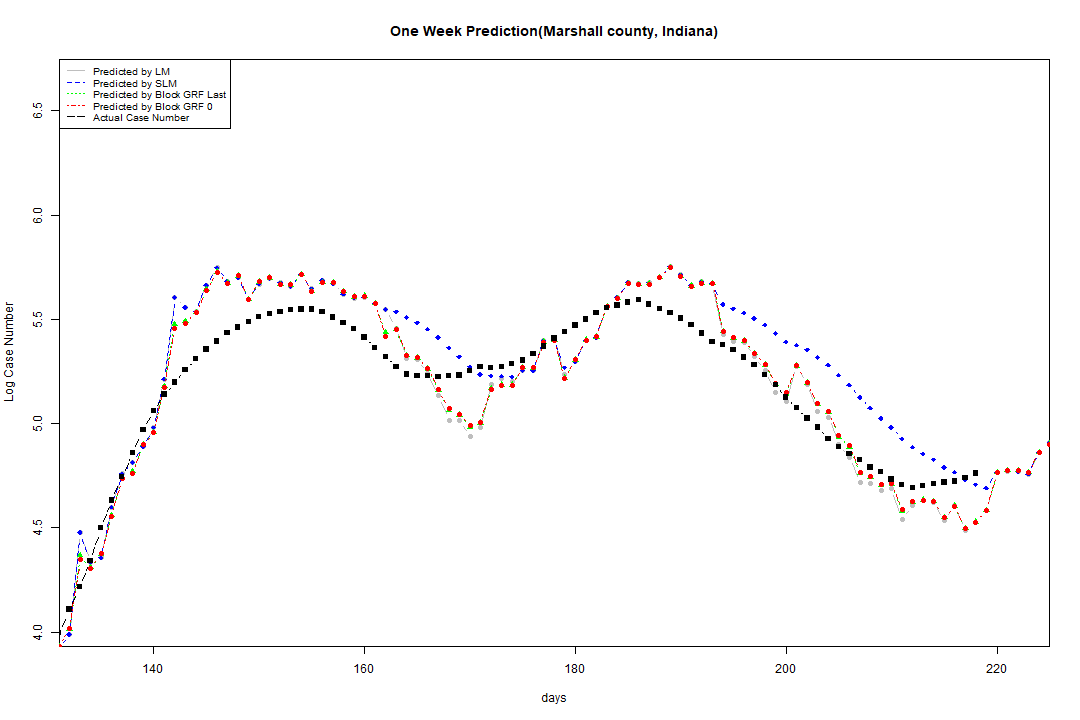 One Week Prediction(Marshall county, Indiana)
Predicted by LM
Predicted by SLM
Predicted by Block GRF Last
Predicted by Block GRF 0
Actual Case Number
Log Case Number
6.5
6.0
5.5
5.0
4.5
4.0
140 160 180 200 220
days